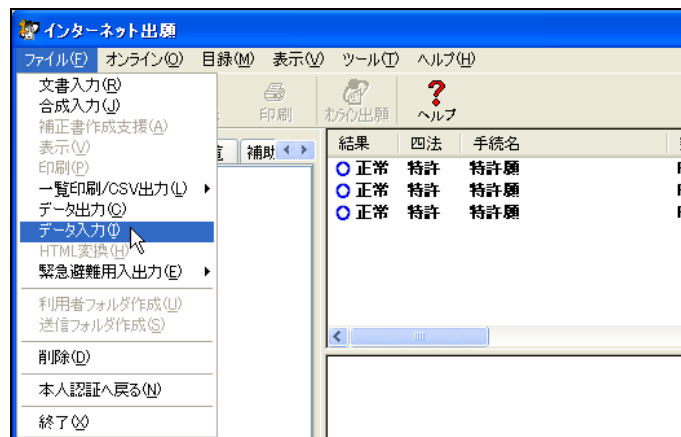 インターネット出願
ファイル(F) オンライン(O) 目録(M) 表示(V) ツール(T) ヘルプ(H)
文書入力(R)
合成入力(J)
補正書作成支援(A)
表示(V)
印刷(P)
一覧印刷/CSV出力(L)
データ出力(C)
データ入力(I)
HTML変換(H)
緊急避難用入出力(E)
利用者フォルダ作成(U)
送信フォルダ作成(S)
削除(D)
本人認証へ戻る(N)
終了(X)
印刷 オンライン出願 ヘルプ
補助
結果 四法 手続名
正常 特許 特許願
正常 特許 特許願
正常 特許 特許願